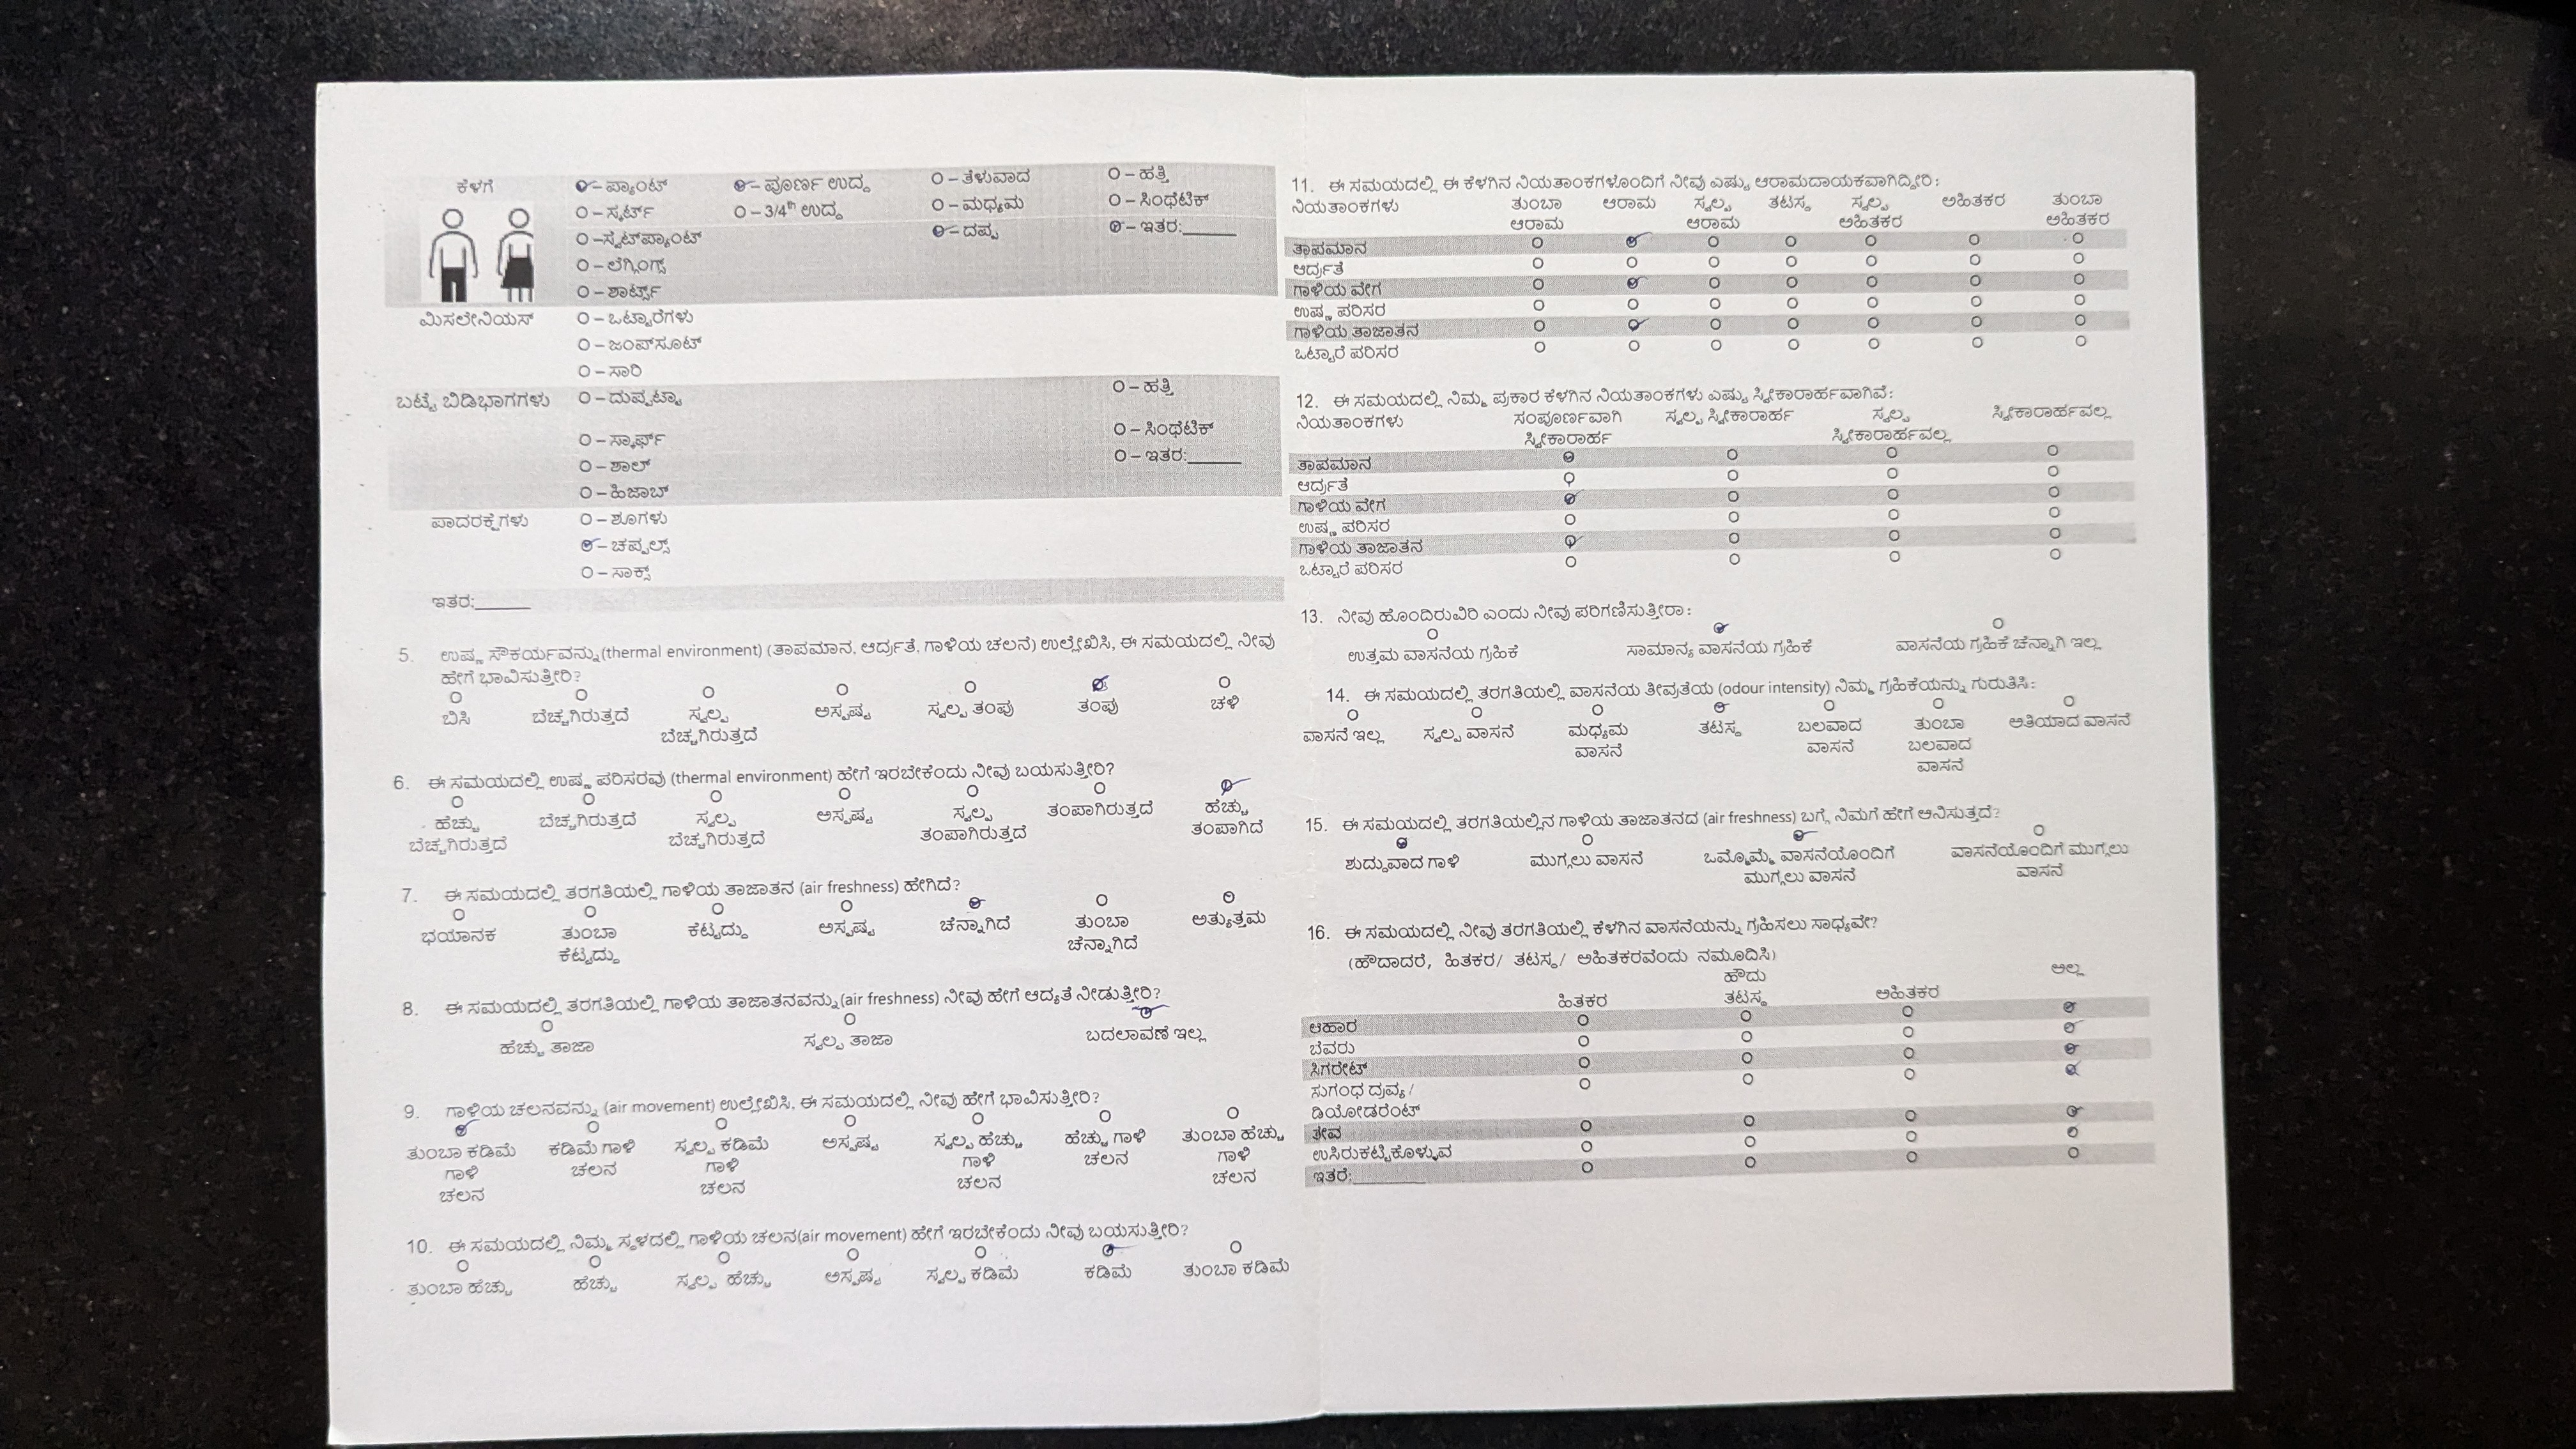 ಕೆಳಗೆ
O – ಪ್ಯಾಂಟ್ O – ಪೂರ್ಣ ಉದ್ದ O – ತೆಳುವಾದ O – ಹತ್ತಿ
O – ಸ್ಕರ್ಟ್ O – 3/4th ಉದ್ದ O – ಮಧ್ಯಮ O – ಸಿಂಥೆಟಿಕ್
O –ಸ್ವೆಟ್‌ಪ್ಯಾಂಟ್ O – ದಪ್ಪ O – ಇತರ:______
O – ಲೆಗ್ಗಿಂಗ್ಸ್
O – ಶಾರ್ಟ್ಸ್
ಮಿಸಲೇನಿಯಸ್ O – ಒಟ್ಟಾರೆಗಳು
O – ಜಂಪ್‌ಸೂಟ್
O – ಸಾರಿ
ಬಟ್ಟೆ ಬಿಡಿಭಾಗಗಳು O – ದುಪ್ಪಟ್ಟಾ O – ಹತ್ತಿ
O – ಸ್ಕಾರ್ಫ್ O – ಸಿಂಥೆಟಿಕ್
O – ಶಾಲ್ O – ಇತರ:______
O – ಹಿಜಾಬ್
ಪಾದರಕ್ಷೆಗಳು O – ಶೂಗಳು
O – ಚಪ್ಪಲ್ಸ್
O – ಸಾಕ್ಸ್
ಇತರ:______
5. ಉಷ್ಣ ಸೌಕರ್ಯವನ್ನು(thermal environment) (ತಾಪಮಾನ, ಆರ್ದ್ರತೆ, ಗಾಳಿಯ ಚಲನೆ) ಉಲ್ಲೇಖಿಸಿ, ಈ ಸಮಯದಲ್ಲಿ ನೀವು
ಹೇಗೆ ಭಾವಿಸುತ್ತೀರಿ?
ಬಿಸಿ ಬೆಚ್ಚಗಿರುತ್ತದೆ ಸ್ವಲ್ಪ ಅಸ್ಪಷ್ಟ ಸ್ವಲ್ಪ ತಂಪು ತಂಪು ಚಳಿ
ಬೆಚ್ಚಗಿರುತ್ತದೆ
6. ಈ ಸಮಯದಲ್ಲಿ ಉಷ್ಣ ಪರಿಸರವು (thermal environment) ಹೇಗೆ ಇರಬೇಕೆಂದು ನೀವು ಬಯಸುತ್ತೀರಿ?
ಹೆಚ್ಚು ಬೆಚ್ಚಗಿರುತ್ತದೆ ಸ್ವಲ್ಪ ಅಸ್ಪಷ್ಟ ಸ್ವಲ್ಪ ತಂಪಾಗಿರುತ್ತದೆ ಹೆಚ್ಚು
ಬೆಚ್ಚಗಿರುತ್ತದೆ ಬೆಚ್ಚಗಿರುತ್ತದೆ ತಂಪಾಗಿರುತ್ತದೆ ತಂಪಾಗಿದೆ
7. ಈ ಸಮಯದಲ್ಲಿ ತರಗತಿಯಲ್ಲಿ ಗಾಳಿಯ ತಾಜಾತನ (air freshness) ಹೇಗಿದೆ?
ಭಯಾನಕ ತುಂಬಾ ಕೆಟ್ಟದ್ದು ಅಸ್ಪಷ್ಟ ಚೆನ್ನಾಗಿದೆ ತುಂಬಾ ಅತ್ಯುತ್ತಮ
ಕೆಟ್ಟದ್ದು ಚೆನ್ನಾಗಿದೆ
8. ಈ ಸಮಯದಲ್ಲಿ ತರಗತಿಯಲ್ಲಿ ಗಾಳಿಯ ತಾಜಾತನವನ್ನು(air freshness) ನೀವು ಹೇಗೆ ಆದ್ಯತೆ ನೀಡುತ್ತೀರಿ?
ಹೆಚ್ಚು ತಾಜಾ ಸ್ವಲ್ಪ ತಾಜಾ ಬದಲಾವಣೆ ಇಲ್ಲ
9. ಗಾಳಿಯ ಚಲನವನ್ನು (air movement) ಉಲ್ಲೇಖಿಸಿ, ಈ ಸಮಯದಲ್ಲಿ ನೀವು ಹೇಗೆ ಭಾವಿಸುತ್ತೀರಿ?
ತುಂಬಾ ಕಡಿಮೆ ಕಡಿಮೆ ಗಾಳಿ ಸ್ವಲ್ಪ ಕಡಿಮೆ ಅಸ್ಪಷ್ಟ ಸ್ವಲ್ಪ ಹೆಚ್ಚು ಹೆಚ್ಚು ಗಾಳಿ ತುಂಬಾ ಹೆಚ್ಚು
ಗಾಳಿ ಚಲನ ಗಾಳಿ ಗಾಳಿ ಚಲನ ಗಾಳಿ
ಚಲನ ಚಲನ ಚಲನ ಚಲನ
10. ಈ ಸಮಯದಲ್ಲಿ ನಿಮ್ಮ ಸ್ಥಳದಲ್ಲಿ ಗಾಳಿಯ ಚಲನ(air movement) ಹೇಗೆ ಇರಬೇಕೆಂದು ನೀವು ಬಯಸುತ್ತೀರಿ?
ತುಂಬಾ ಹೆಚ್ಚು ಹೆಚ್ಚು ಸ್ವಲ್ಪ ಹೆಚ್ಚು ಅಸ್ಪಷ್ಟ ಸ್ವಲ್ಪ ಕಡಿಮೆ ಕಡಿಮೆ ತುಂಬಾ ಕಡಿಮೆ
11. ಈ ಸಮಯದಲ್ಲಿ ಈ ಕೆಳಗಿನ ನಿಯತಾಂಕಗಳೊಂದಿಗೆ ನೀವು ಎಷ್ಟು ಆರಾಮದಾಯಕವಾಗಿದ್ದೀರಿ:
ನಿಯತಾಂಕಗಳು ತುಂಬಾ ಆರಾಮ ಸ್ವಲ್ಪ ತಟಸ್ಥ ಸ್ವಲ್ಪ ಅಹಿತಕರ ತುಂಬಾ
ಆರಾಮ ಆರಾಮ ಅಹಿತಕರ ಅಹಿತಕರ
ತಾಪಮಾನ
ಆರ್ದ್ರತೆ
ಗಾಳಿಯ ವೇಗ
ಉಷ್ಣ ಪರಿಸರ
ಗಾಳಿಯ ತಾಜಾತನ
ಒಟ್ಟಾರೆ ಪರಿಸರ
12. ಈ ಸಮಯದಲ್ಲಿ ನಿಮ್ಮ ಪ್ರಕಾರ ಕೆಳಗಿನ ನಿಯತಾಂಕಗಳು ಎಷ್ಟು ಸ್ವೀಕಾರಾರ್ಹವಾಗಿವೆ:
ನಿಯತಾಂಕಗಳು ಸಂಪೂರ್ಣವಾಗಿ ಸ್ವಲ್ಪ ಸ್ವೀಕಾರಾರ್ಹ ಸ್ವಲ್ಪ ಸ್ವೀಕಾರಾರ್ಹವಲ್ಲ
ಸ್ವೀಕಾರಾರ್ಹ ಸ್ವೀಕಾರಾರ್ಹವಲ್ಲ
ತಾಪಮಾನ
ಆರ್ದ್ರತೆ
ಗಾಳಿಯ ವೇಗ
ಉಷ್ಣ ಪರಿಸರ
ಗಾಳಿಯ ತಾಜಾತನ
ಒಟ್ಟಾರೆ ಪರಿಸರ
13. ನೀವು ಹೊಂದಿರುವಿರಿ ಎಂದು ನೀವು ಪರಿಗಣಿಸುತ್ತೀರಾ:
ಉತ್ತಮ ವಾಸನೆಯ ಗ್ರಹಿಕೆ ಸಾಮಾನ್ಯ ವಾಸನೆಯ ಗ್ರಹಿಕೆ ವಾಸನೆಯ ಗ್ರಹಿಕೆ ಚೆನ್ನಾಗಿ ಇಲ್ಲ
14. ಈ ಸಮಯದಲ್ಲಿ ತರಗತಿಯಲ್ಲಿ ವಾಸನೆಯ ತೀವ್ರತೆಯ (odour intensity) ನಿಮ್ಮ ಗ್ರಹಿಕೆಯನ್ನು ಗುರುತಿಸಿ:
ವಾಸನೆ ಇಲ್ಲ ಸ್ವಲ್ಪ ವಾಸನೆ ಮಧ್ಯಮ ತಟಸ್ಥ ಬಲವಾದ ತುಂಬಾ ಅತಿಯಾದ ವಾಸನೆ
ವಾಸನೆ ವಾಸನೆ ಬಲವಾದ
ವಾಸನೆ
15. ಈ ಸಮಯದಲ್ಲಿ ತರಗತಿಯಲ್ಲಿನ ಗಾಳಿಯ ತಾಜಾತನದ (air freshness) ಬಗ್ಗೆ ನಿಮಗೆ ಹೇಗೆ ಅನಿಸುತ್ತದೆ?
ಶುದ್ಧವಾದ ಗಾಳಿ ಮುಗ್ಗಲು ವಾಸನೆ ಒಮ್ಮೊಮ್ಮೆ ವಾಸನೆಯೊಂದಿಗೆ ವಾಸನೆಯೊಂದಿಗೆ ಮುಗ್ಗಲು
ಮುಗ್ಗಲು ವಾಸನೆ ವಾಸನೆ
16. ಈ ಸಮಯದಲ್ಲಿ ನೀವು ತರಗತಿಯಲ್ಲಿ ಕೆಳಗಿನ ವಾಸನೆಯನ್ನು ಗ್ರಹಿಸಲು ಸಾಧ್ಯವೇ?
(ಹೌದಾದರೆ, ಹಿತಕರ/ ತಟಸ್ಥ/ ಅಹಿತಕರವೆಂದು ನಮೂದಿಸಿ)
ಹೌದು ಅಲ್ಲ
ಹಿತಕರ ತಟಸ್ಥ ಅಹಿತಕರ
ಆಹಾರ
ಬೆವರು
ಸಿಗರೇಟ್
ಸುಗಂಧ ದ್ರವ್ಯ /
ಡಿಯೋಡರೆಂಟ್
ತೇವ
ಉಸಿರುಕಟ್ಟಿಕೊಳ್ಳುವ
ಇತರೆ:_________